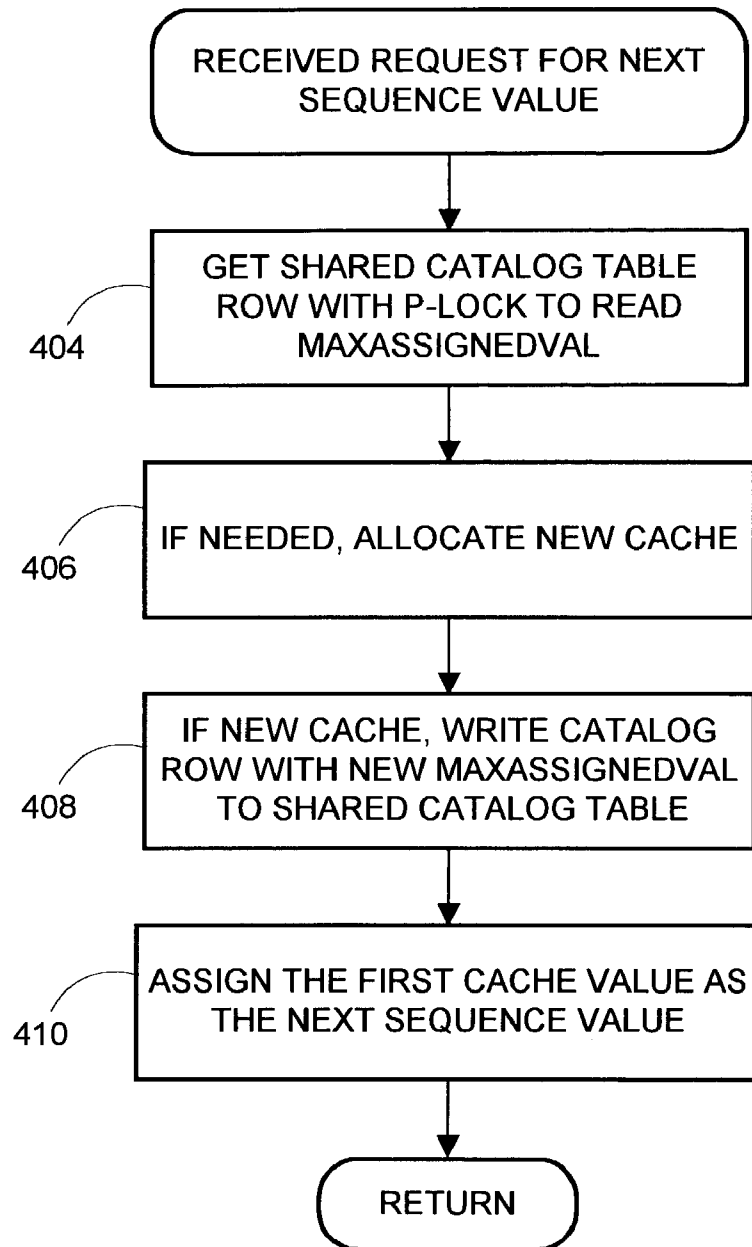 RECEIVED REQUEST FOR NEXT
SEQUENCE VALUE
GET SHARED CATALOG TABLE
ROW WITH P-LOCK TO READ
MAXASSIGNEDVAL
404
IF NEEDED, ALLOCATE NEW CACHE
406
IF NEW CACHE, WRITE CATALOG
ROW WITH NEW MAXASSIGNEDVAL
TO SHARED CATALOG TABLE
408
ASSIGN THE FIRST CACHE VALUE AS
THE NEXT SEQUENCE VALUE
410
RETURN